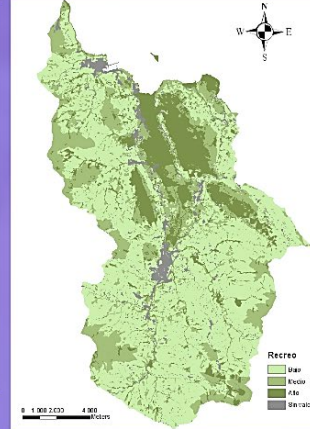 N
W E
S
Recreo
Bajo
Medio
Alto
Sin valor
0 1.000 2.000 4.000
Meters